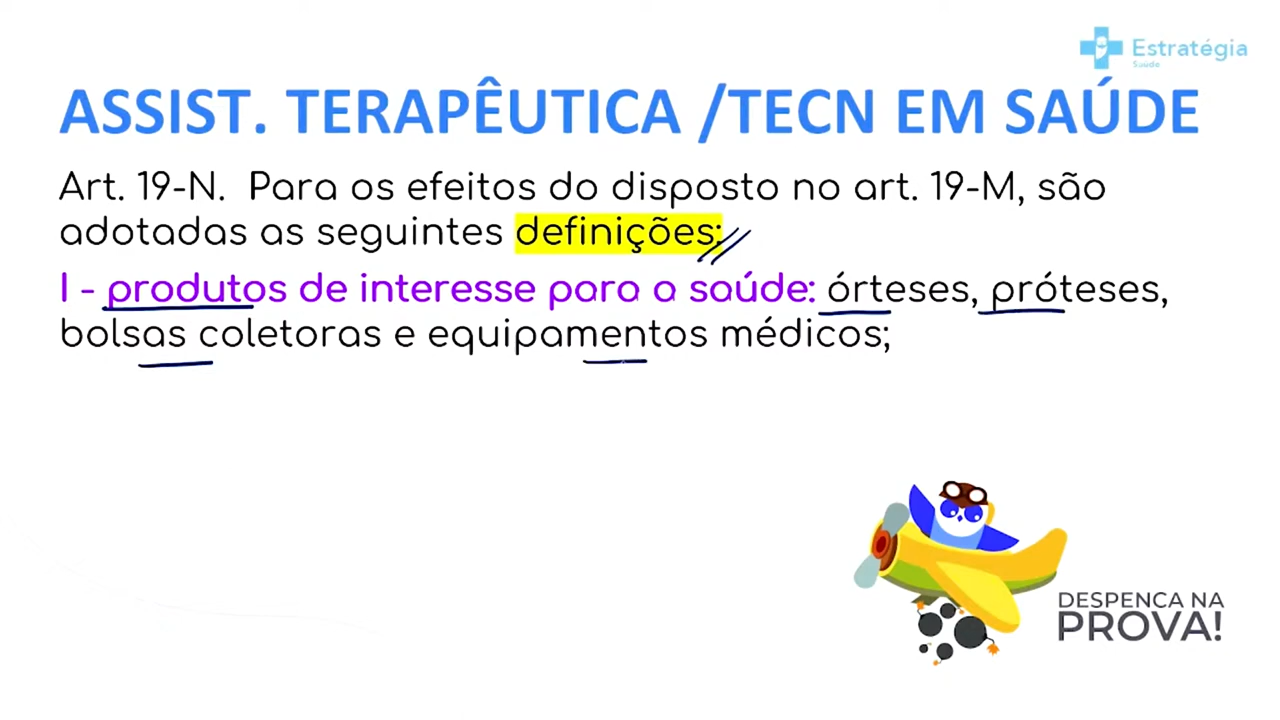 Estratégia
Saúde
ASSIST. TERAPÊUTICA /TECN EM SAÚDE
Art. 19-N. Para os efeitos do disposto no art. 19-M, são
adotadas as seguintes definições:
I - produtos de interesse para a saúde: órteses, próteses,
bolsas coletoras e equipamentos médicos;
DESPENCA NA
PROVA!